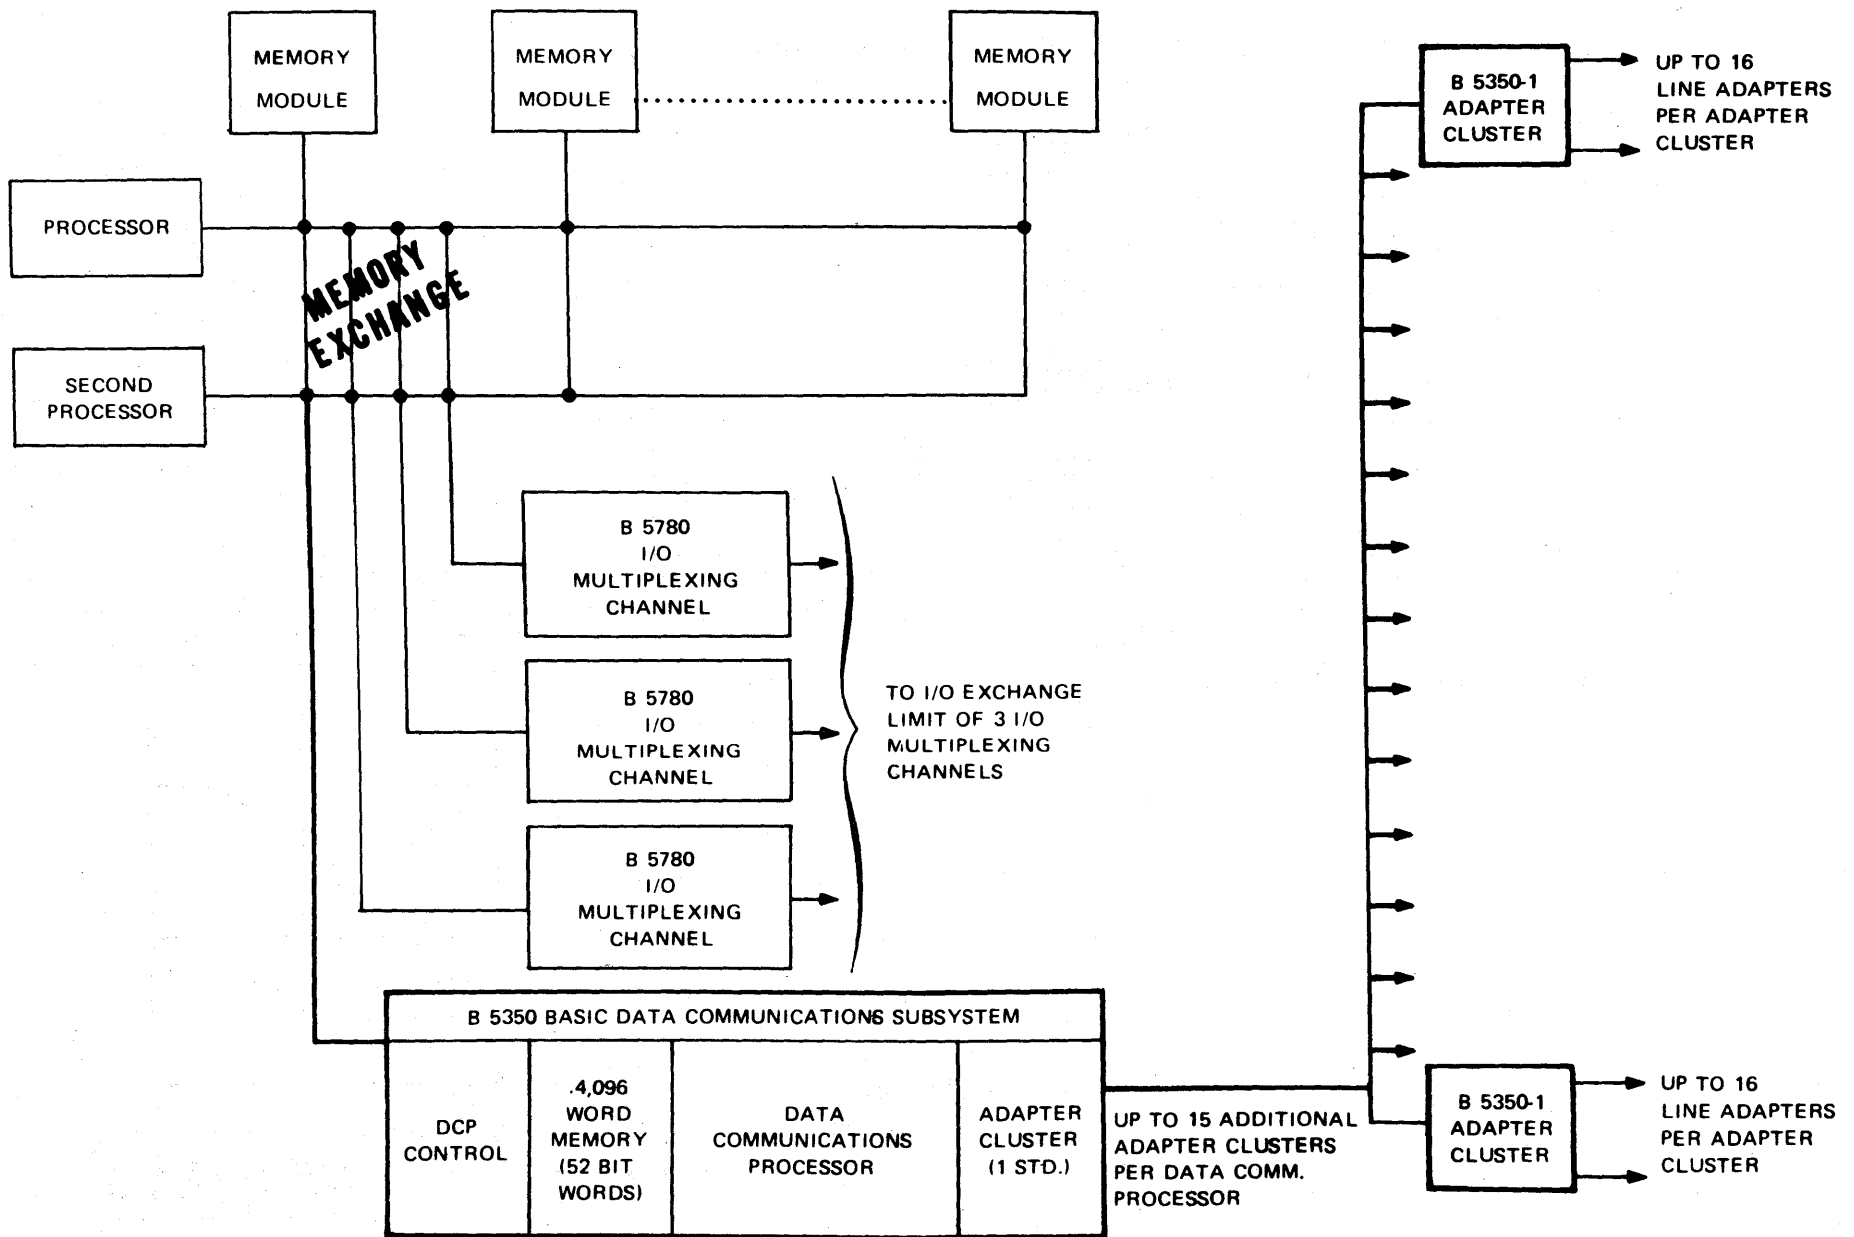 MEMORY
MODULE
MEMORY
MODULE
MEMORY
MODULE
B 5350-1
ADAPTER
CLUSTER
UP TO 16
LINE ADAPTERS
PER ADAPTER
CLUSTER
PROCESSOR
MEMORY
EXCHANGE
SECOND
PROCESSOR
B 5780
I/O
MULTIPLEXING
CHANNEL
B 5780
I/O
MULTIPLEXING
CHANNEL
B 5780
I/O
MULTIPLEXING
CHANNEL
TO I/O EXCHANGE
LIMIT OF 3 I/O
MULTIPLEXING
CHANNELS
B 5350 BASIC DATA COMMUNICATIONS SUBSYSTEM
DCP
CONTROL
.4,096
WORD
MEMORY
(52 BIT
WORDS)
DATA
COMMUNICATIONS
PROCESSOR
ADAPTER
CLUSTER
(1 STD.)
UP TO 15 ADDITIONAL
ADAPTER CLUSTERS
PER DATA COMM.
PROCESSOR
B 5350-1
ADAPTER
CLUSTER
UP TO 16
LINE ADAPTERS
PER ADAPTER
CLUSTER